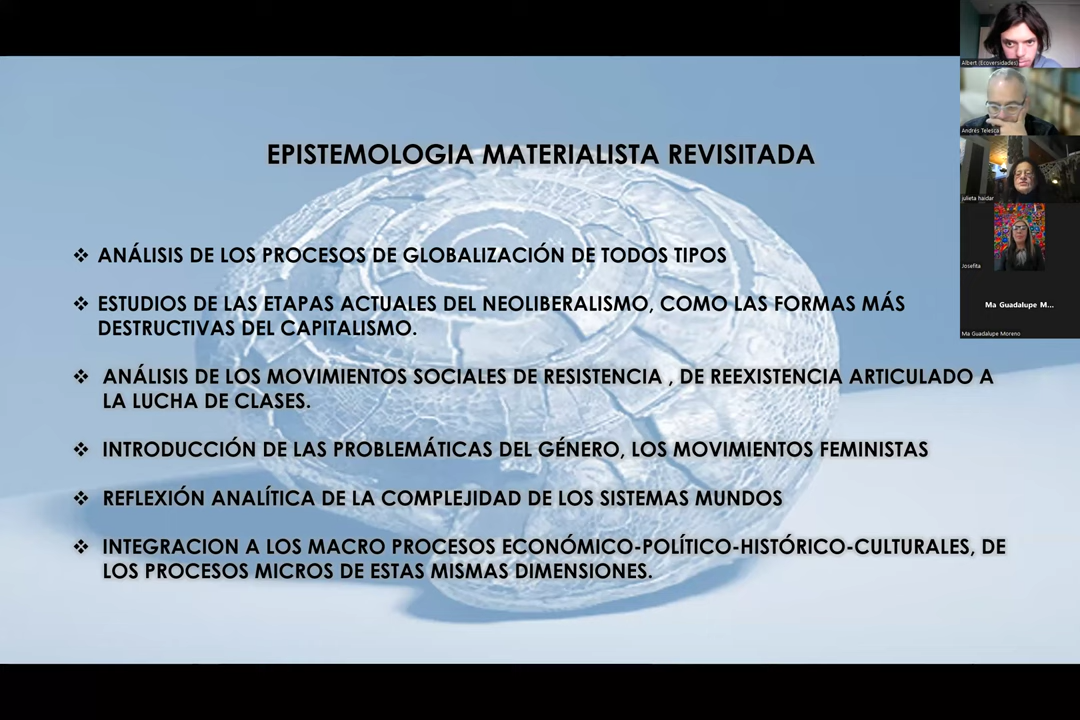 EPISTEMOLOGIA MATERIALISTA REVISITADA
❖ ANÁLISIS DE LOS PROCESOS DE GLOBALIZACIÓN DE TODOS TIPOS
❖ ESTUDIOS DE LAS ETAPAS ACTUALES DEL NEOLIBERALISMO, COMO LAS FORMAS MÁS
DESTRUCTIVAS DEL CAPITALISMO.
❖ ANÁLISIS DE LOS MOVIMIENTOS SOCIALES DE RESISTENCIA , DE REEXISTENCIA ARTICULADO A
LA LUCHA DE CLASES.
❖ INTRODUCCIÓN DE LAS PROBLEMÁTICAS DEL GÉNERO, LOS MOVIMIENTOS FEMINISTAS
❖ REFLEXIÓN ANALÍTICA DE LA COMPLEJIDAD DE LOS SISTEMAS MUNDOS
❖ INTEGRACION A LOS MACRO PROCESOS ECONÓMICO-POLÍTICO-HISTÓRICO-CULTURALES, DE
LOS PROCESOS MICROS DE ESTAS MISMAS DIMENSIONES.
Albert (Ecoversidades)
Andrés Telesca
julieta haidar
Josefita
Ma Guadalupe M...
Ma Guadalupe Moreno